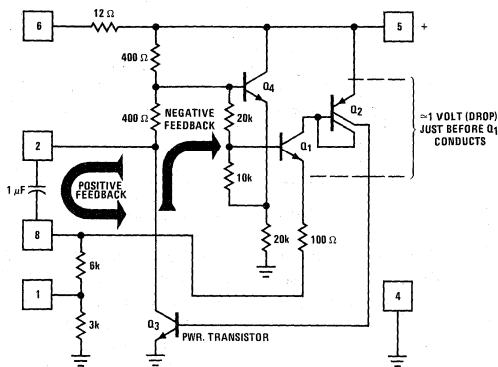 12 Ω
6
5 +
400 Ω
Q4
Q2
400 Ω
NEGATIVE
FEEDBACK
20k
≃1 VOLT (DROP)
JUST BEFORE Q1
CONDUCTS
Q1
2
1 μF
POSITIVE
FEEDBACK
10k
8
20k
100 Ω
6k
1
4
3k
Q3
PWR. TRANSISTOR